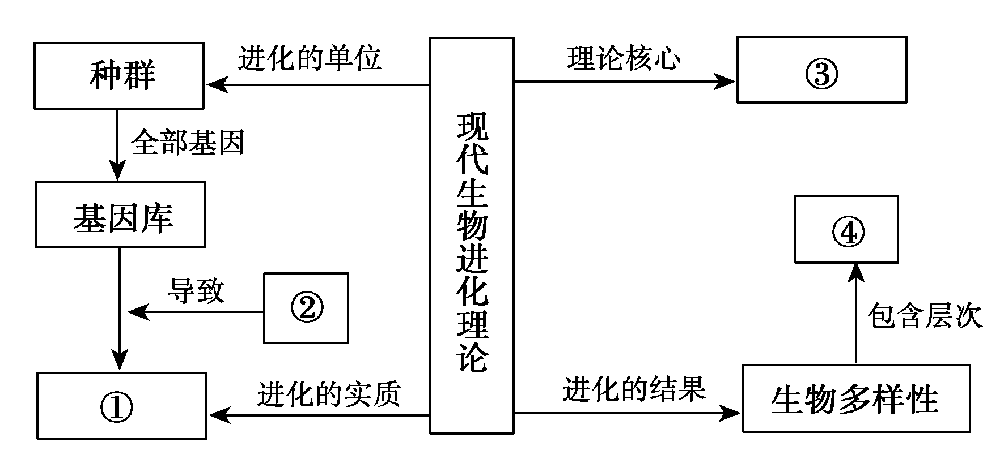 种群
进化的单位
理论核心
③
全部基因
基因库
现代生物进化理论
④
导致
②
包含层次
①
进化的实质
进化的结果
生物多样性